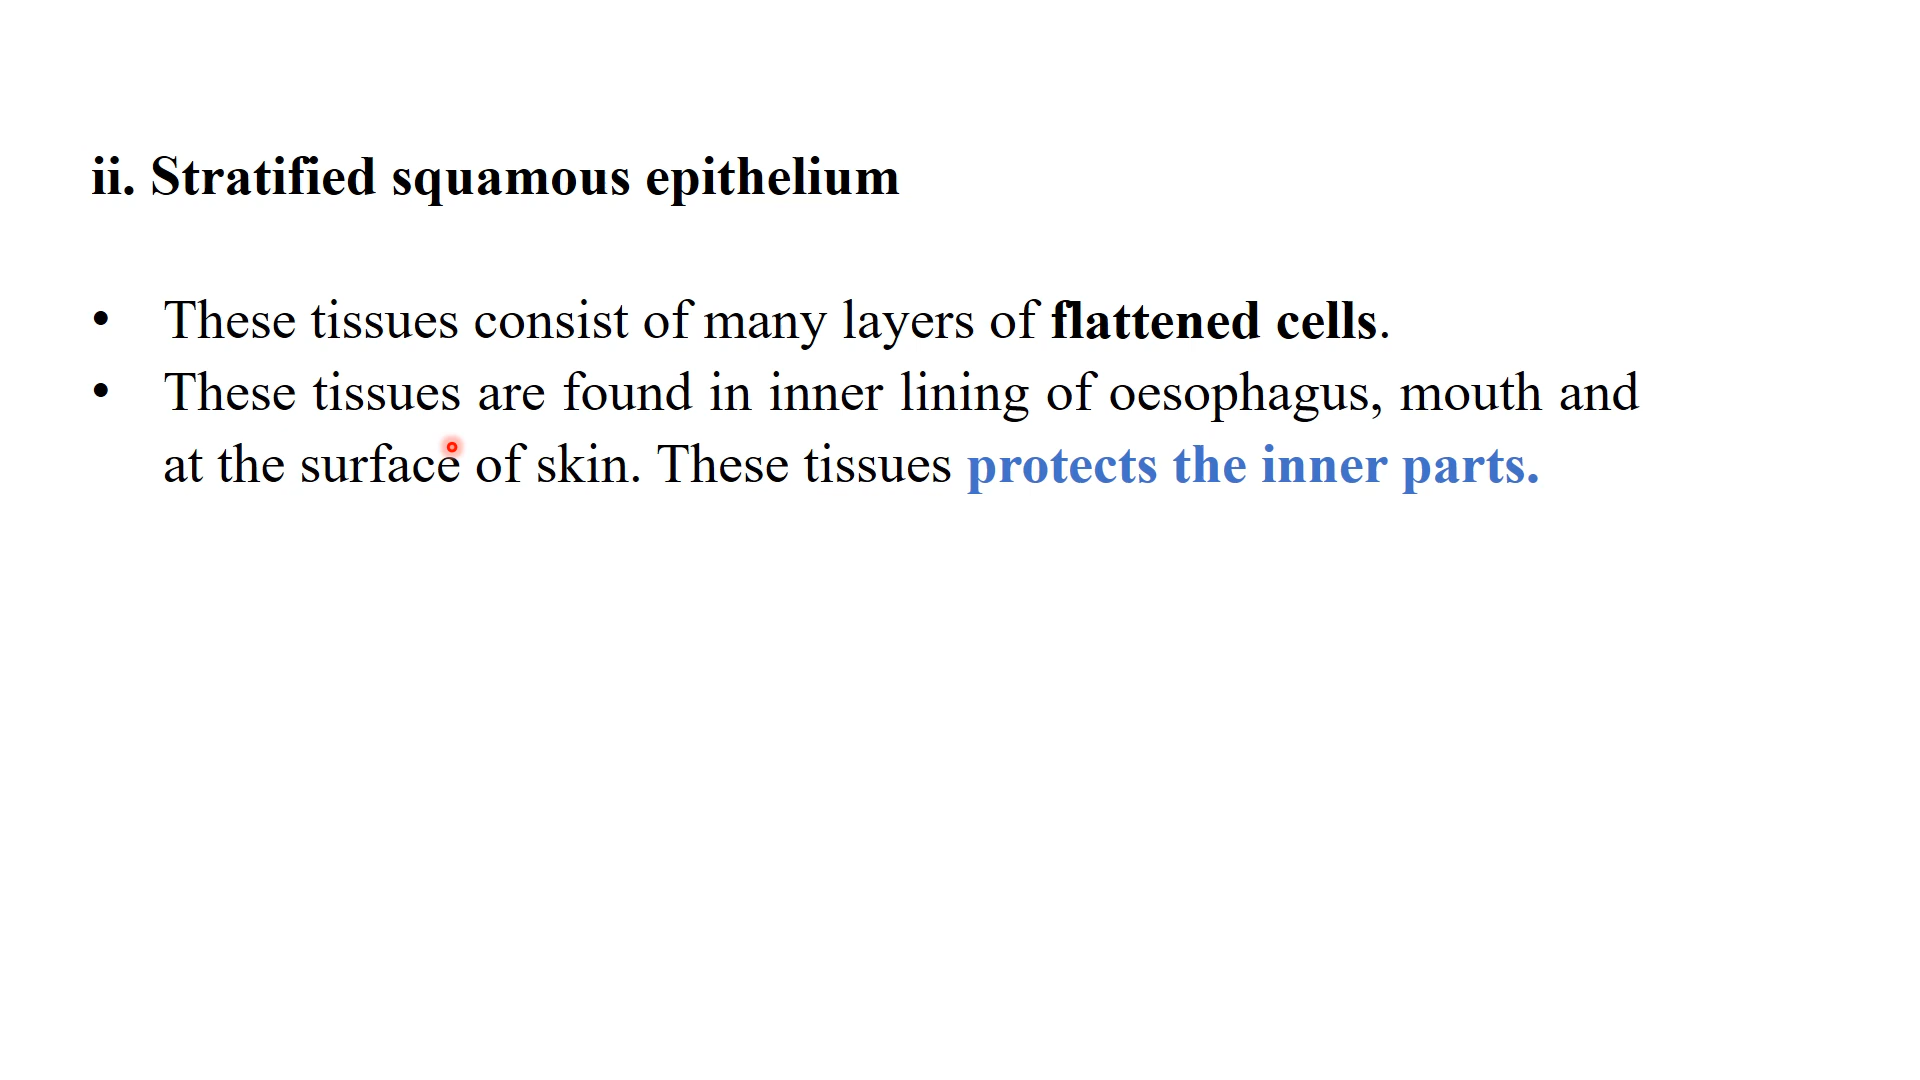 ii. Stratified squamous epithelium
• These tissues consist of many layers of flattened cells.
• These tissues are found in inner lining of oesophagus, mouth and
at the surface of skin. These tissues protects the inner parts.